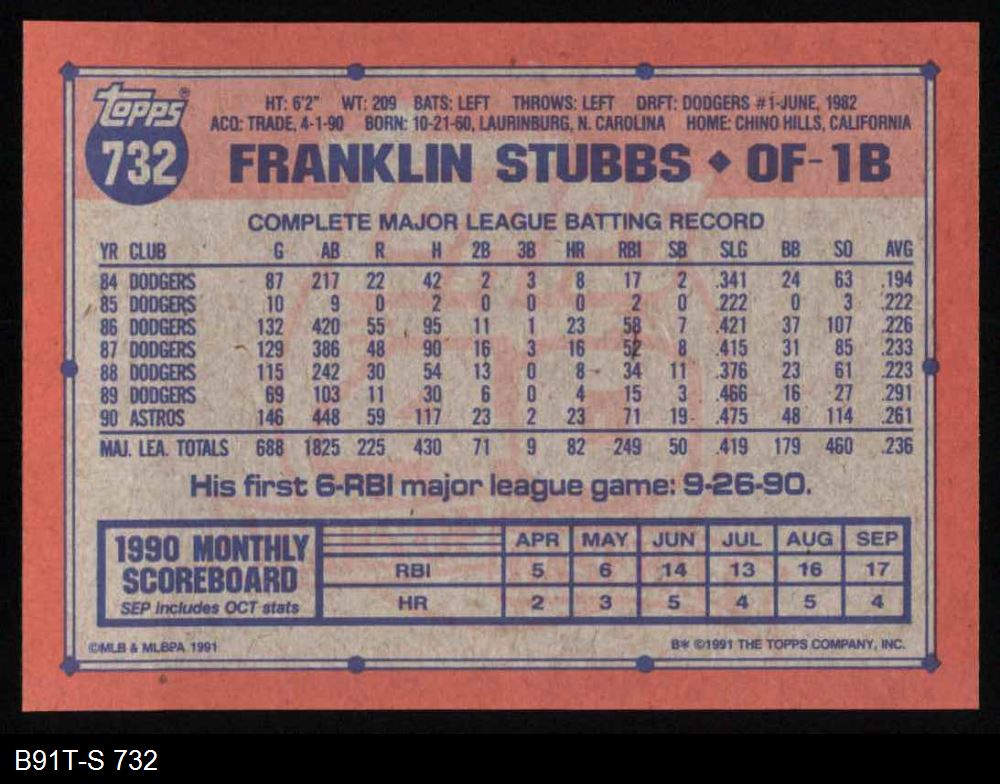 TOPPS®
732
HT: 6'2" WT: 209 BATS: LEFT THROWS: LEFT DRFT: DODGERS #1-JUNE, 1982
ACQ: TRADE, 4-1-90 BORN: 10-21-60, LAURINBURG, N. CAROLINA HOME: CHINO HILLS, CALIFORNIA
FRANKLIN STUBBS ◆ OF-1B
COMPLETE MAJOR LEAGUE BATTING RECORD
YR CLUB G AB R H 2B 3B HR RBI SB SLG BB SO AVG
84 DODGERS 87 217 22 42 2 3 8 17 2 .341 24 63 .194
85 DODGERS 10 9 0 2 0 0 0 2 0 .222 0 3 .222
86 DODGERS 132 420 55 95 11 1 23 58 7 .421 37 107 .226
87 DODGERS 129 386 48 90 16 3 16 52 8 .415 31 85 .233
88 DODGERS 115 242 30 54 13 0 8 34 11 .376 23 61 .223
89 DODGERS 69 103 11 30 6 0 4 15 3 .466 16 27 .291
90 ASTROS 146 448 59 117 23 2 23 71 19 .475 48 114 .261
MAJ. LEA. TOTALS 688 1825 225 430 71 9 82 249 50 .419 179 460 .236
His first 6-RBI major league game: 9-26-90.
1990 MONTHLY
SCOREBOARD
SEP includes OCT stats
APR MAY JUN JUL AUG SEP
RBI 5 6 14 13 16 17
HR 2 3 5 4 5 4
©MLB & MLBPA 1991
B* ©1991 THE TOPPS COMPANY, INC.
B91T-S 732